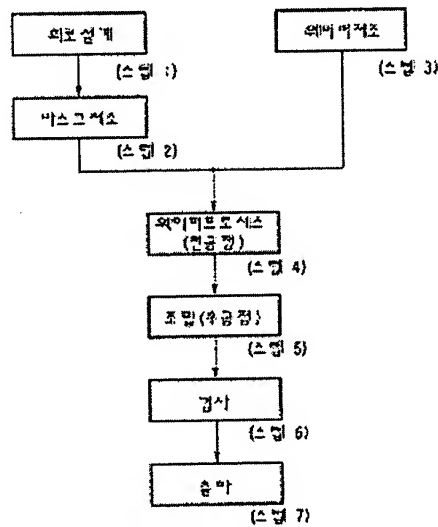 회로설계
웨이퍼제조
(스텝 1)
(스텝 3)
마스크제조
(스텝 2)
웨이퍼프로세스
(전공정)
(스텝 4)
조립(후공정)
(스텝 5)
검사
(스텝 6)
출하
(스텝 7)